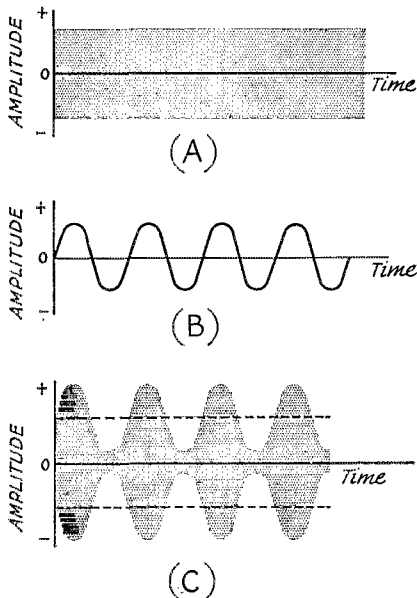 +
AMPLITUDE
0
Time
–
(A)
+
AMPLITUDE
0
Time
–
(B)
+
AMPLITUDE
0
Time
–
(C)